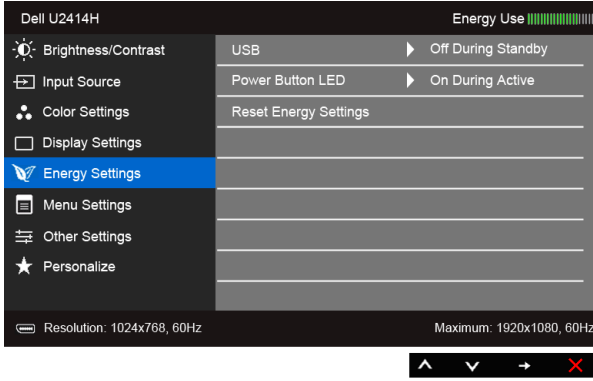 Dell U2414H Energy Use
Brightness/Contrast USB Off During Standby
Input Source Power Button LED On During Active
Color Settings Reset Energy Settings
Display Settings
Energy Settings
Menu Settings
Other Settings
Personalize
Resolution: 1024x768, 60Hz Maximum: 1920x1080, 60Hz